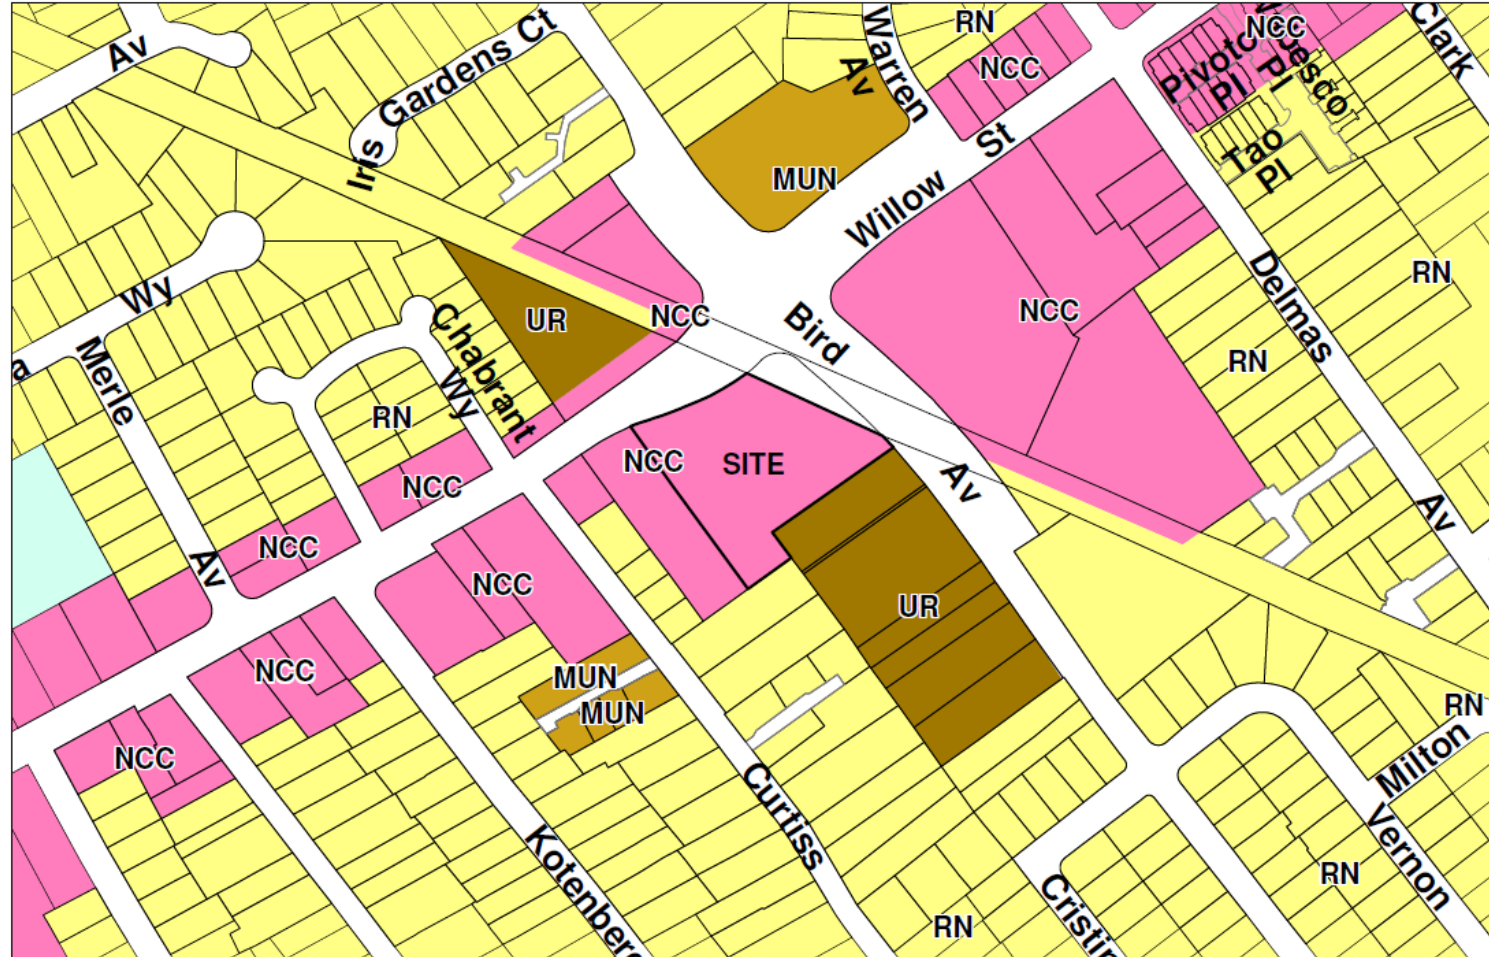 Av
Iris Gardens Ct
Warren
Av
RN
NCC
NCC
Clark
Pivoto
Pl
Pl
Tao
Pl
MUN
St
Willow
Wy
Merle
Av
UR
NCC
Bird
Av
NCC
Delmas
Av
RN
RN
Chabrant
Wy
RN
NCC
NCC
NCC
SITE
NCC
UR
NCC
MUN
MUN
NCC
RN
Milton
Vernon
Curtiss
Kotenberg
RN
RN
Cristin